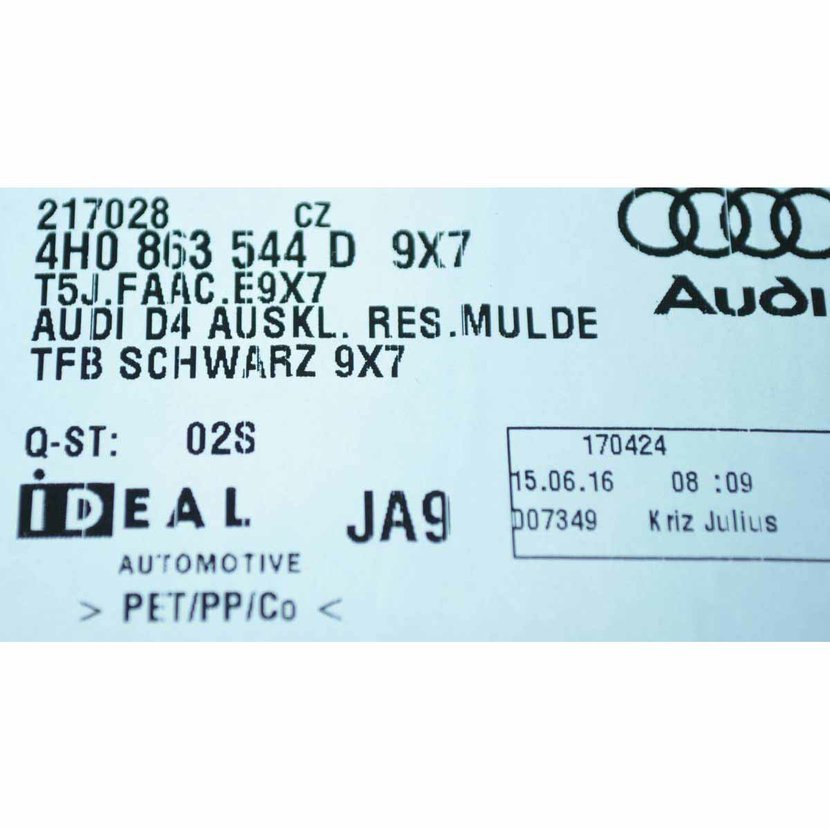 217028 CZ
4H0 863 544 D 9X7
T5J.FAAC.E9X7
AUDI D4 AUSKL. RES.MULDE
TFB SCHWARZ 9X7
Audi
Q-ST: 02S
170424
15.06.16 08 :09
D07349 Kriz Julius
iDEAL JA9
AUTOMOTIVE
> PET/PP/Co <